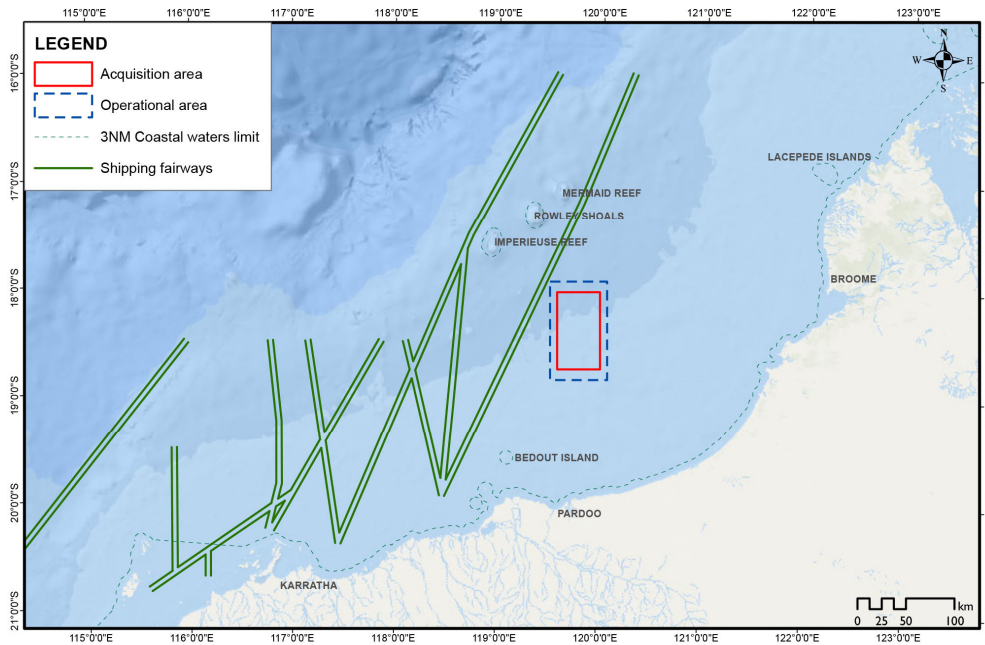 115°0'0"E 116°0'0"E 117°0'0"E 118°0'0"E 119°0'0"E 120°0'0"E 121°0'0"E 122°0'0"E 123°0'0"E
LEGEND
Acquisition area
Operational area
3NM Coastal waters limit
Shipping fairways
N
W E
S
16°0'0"S
17°0'0"S
18°0'0"S
19°0'0"S
20°0'0"S
21°0'0"S
LACEPEDE ISLANDS
MERMAID REEF
ROWLEY SHOALS
IMPERIEUSE REEF
BROOME
BEDOUT ISLAND
PARDOO
KARRATHA
km
0 25 50 100
115°0'0"E 116°0'0"E 117°0'0"E 118°0'0"E 119°0'0"E 120°0'0"E 121°0'0"E 122°0'0"E 123°0'0"E